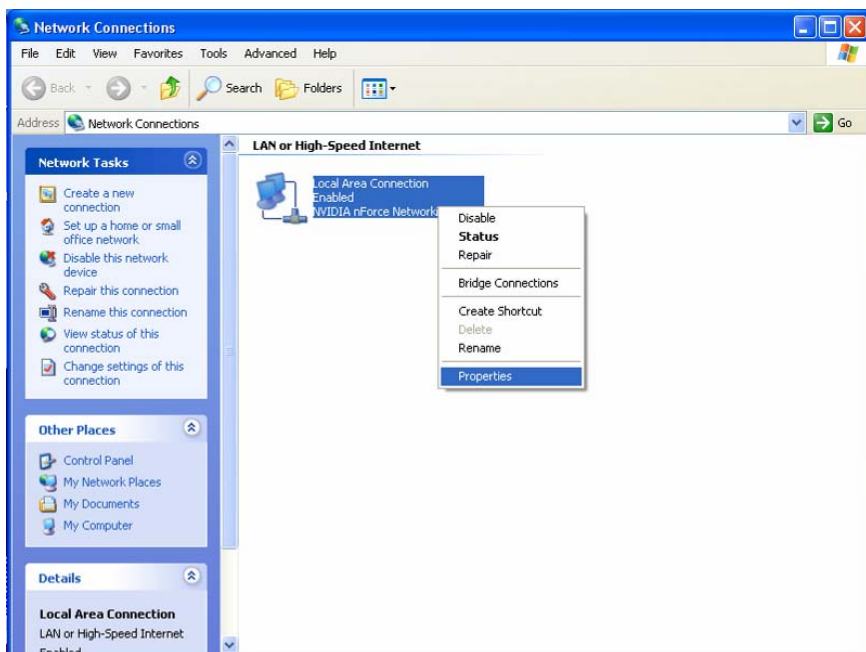 Network Connections
File Edit View Favorites Tools Advanced Help
Back Search Folders
Address Network Connections Go
Network Tasks
Create a new
connection
Set up a home or small
office network
Disable this network
device
Repair this connection
Rename this connection
View status of this
connection
Change settings of this
connection
Other Places
Control Panel
My Network Places
My Documents
My Computer
Details
Local Area Connection
LAN or High-Speed Internet
Enabled
LAN or High-Speed Internet
Local Area Connection
Enabled
NVIDIA nForce Networki
Disable
Status
Repair
Bridge Connections
Create Shortcut
Delete
Rename
Properties